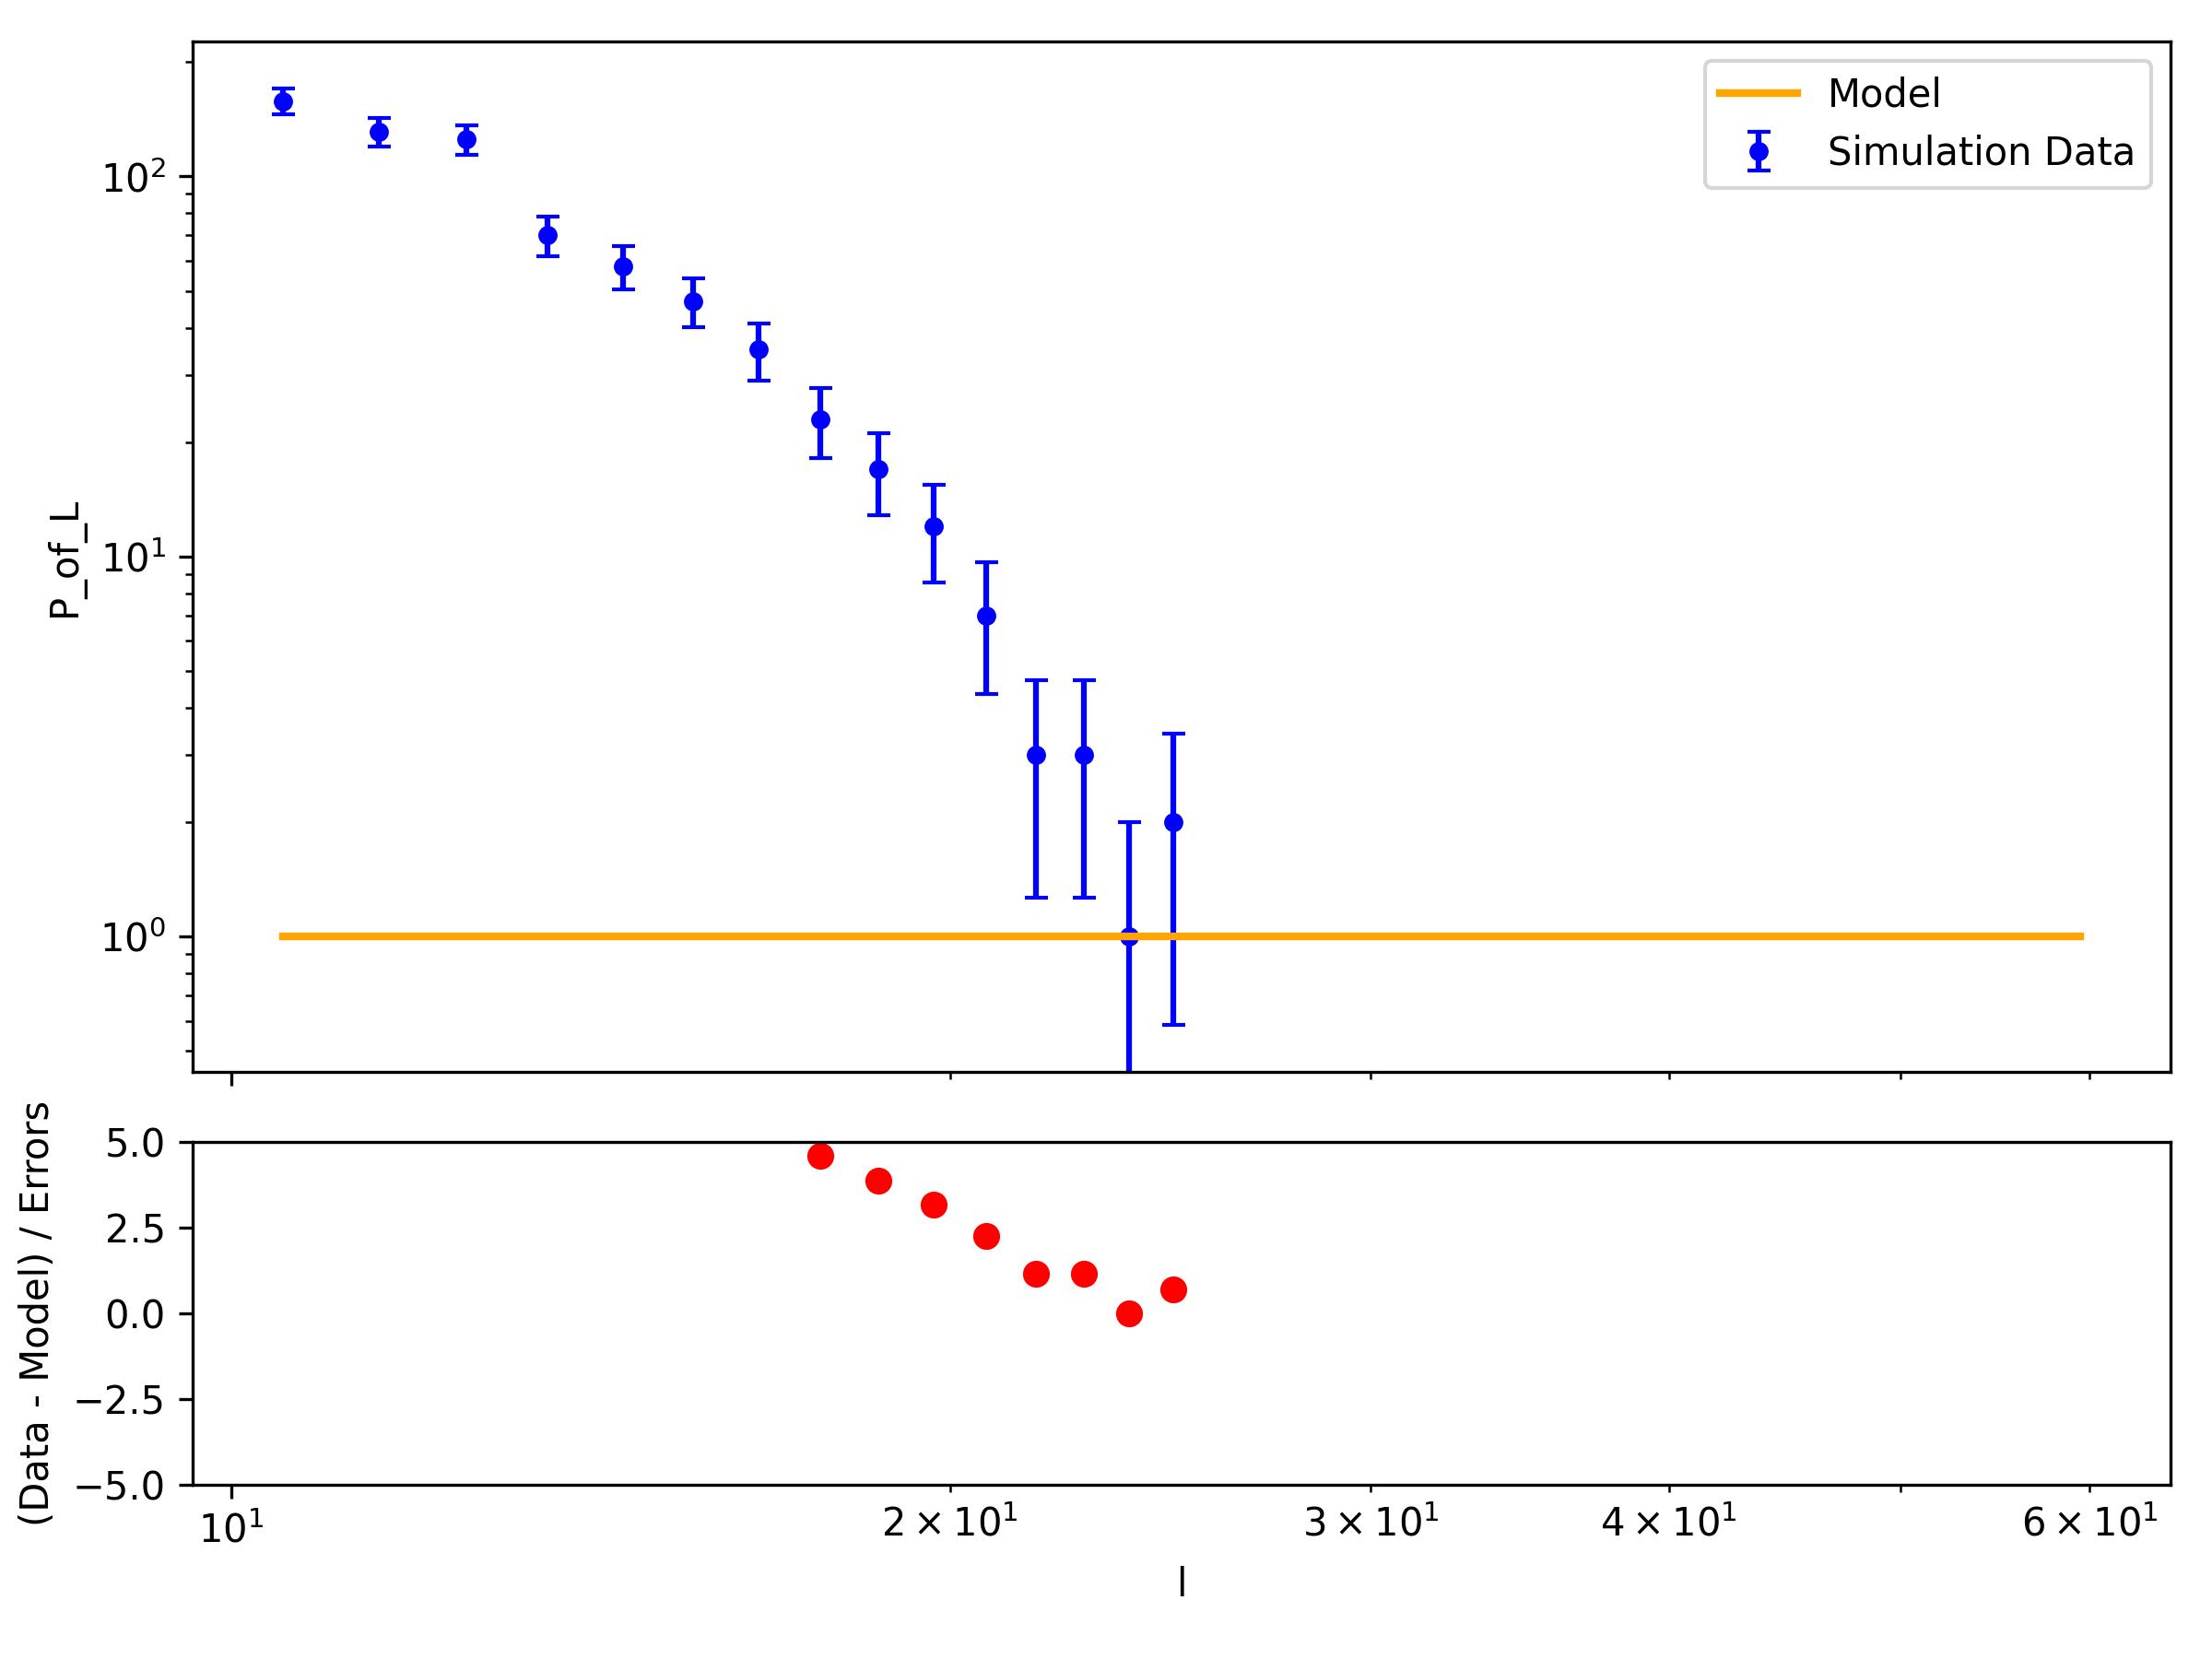 Model
Simulation Data
P_of_L
10²
10¹
10⁰
(Data - Model) / Errors
5.0
2.5
0.0
−2.5
−5.0
10¹ 2×10¹ 3×10¹ 4×10¹ 6×10¹
l